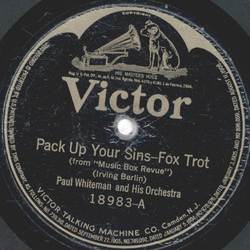 HIS MASTER'S VOICE
Victor
Pack Up Your Sins–Fox Trot
(from "Music Box Revue")
(Irving Berlin)
Paul Whiteman and His Orchestra
18983-A
VICTOR TALKING MACHINE CO. Camden, N.J.